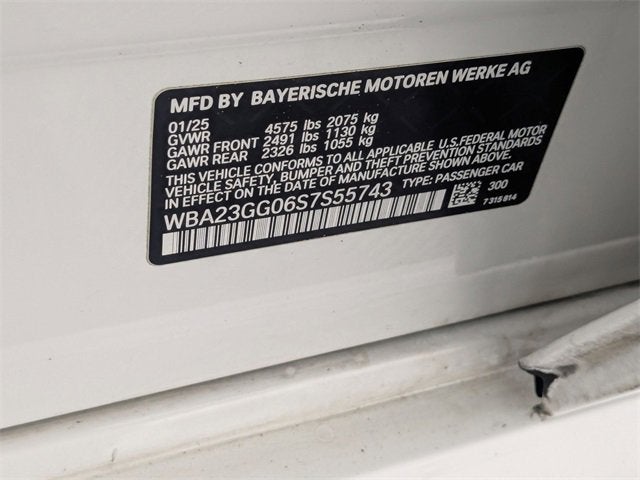 MFD BY BAYERISCHE MOTOREN WERKE AG
01/25
GVWR 4575 lbs 2075 kg
GAWR FRONT 2491 lbs 1130 kg
GAWR REAR 2326 lbs 1055 kg
THIS VEHICLE CONFORMS TO ALL APPLICABLE U.S.FEDERAL MOTOR
VEHICLE SAFETY, BUMPER, AND THEFT PREVENTION STANDARDS
IN EFFECT ON THE DATE OF MANUFACTURE SHOWN ABOVE.
WBA23GG06S7S55743 TYPE: PASSENGER CAR
300
7 315 814